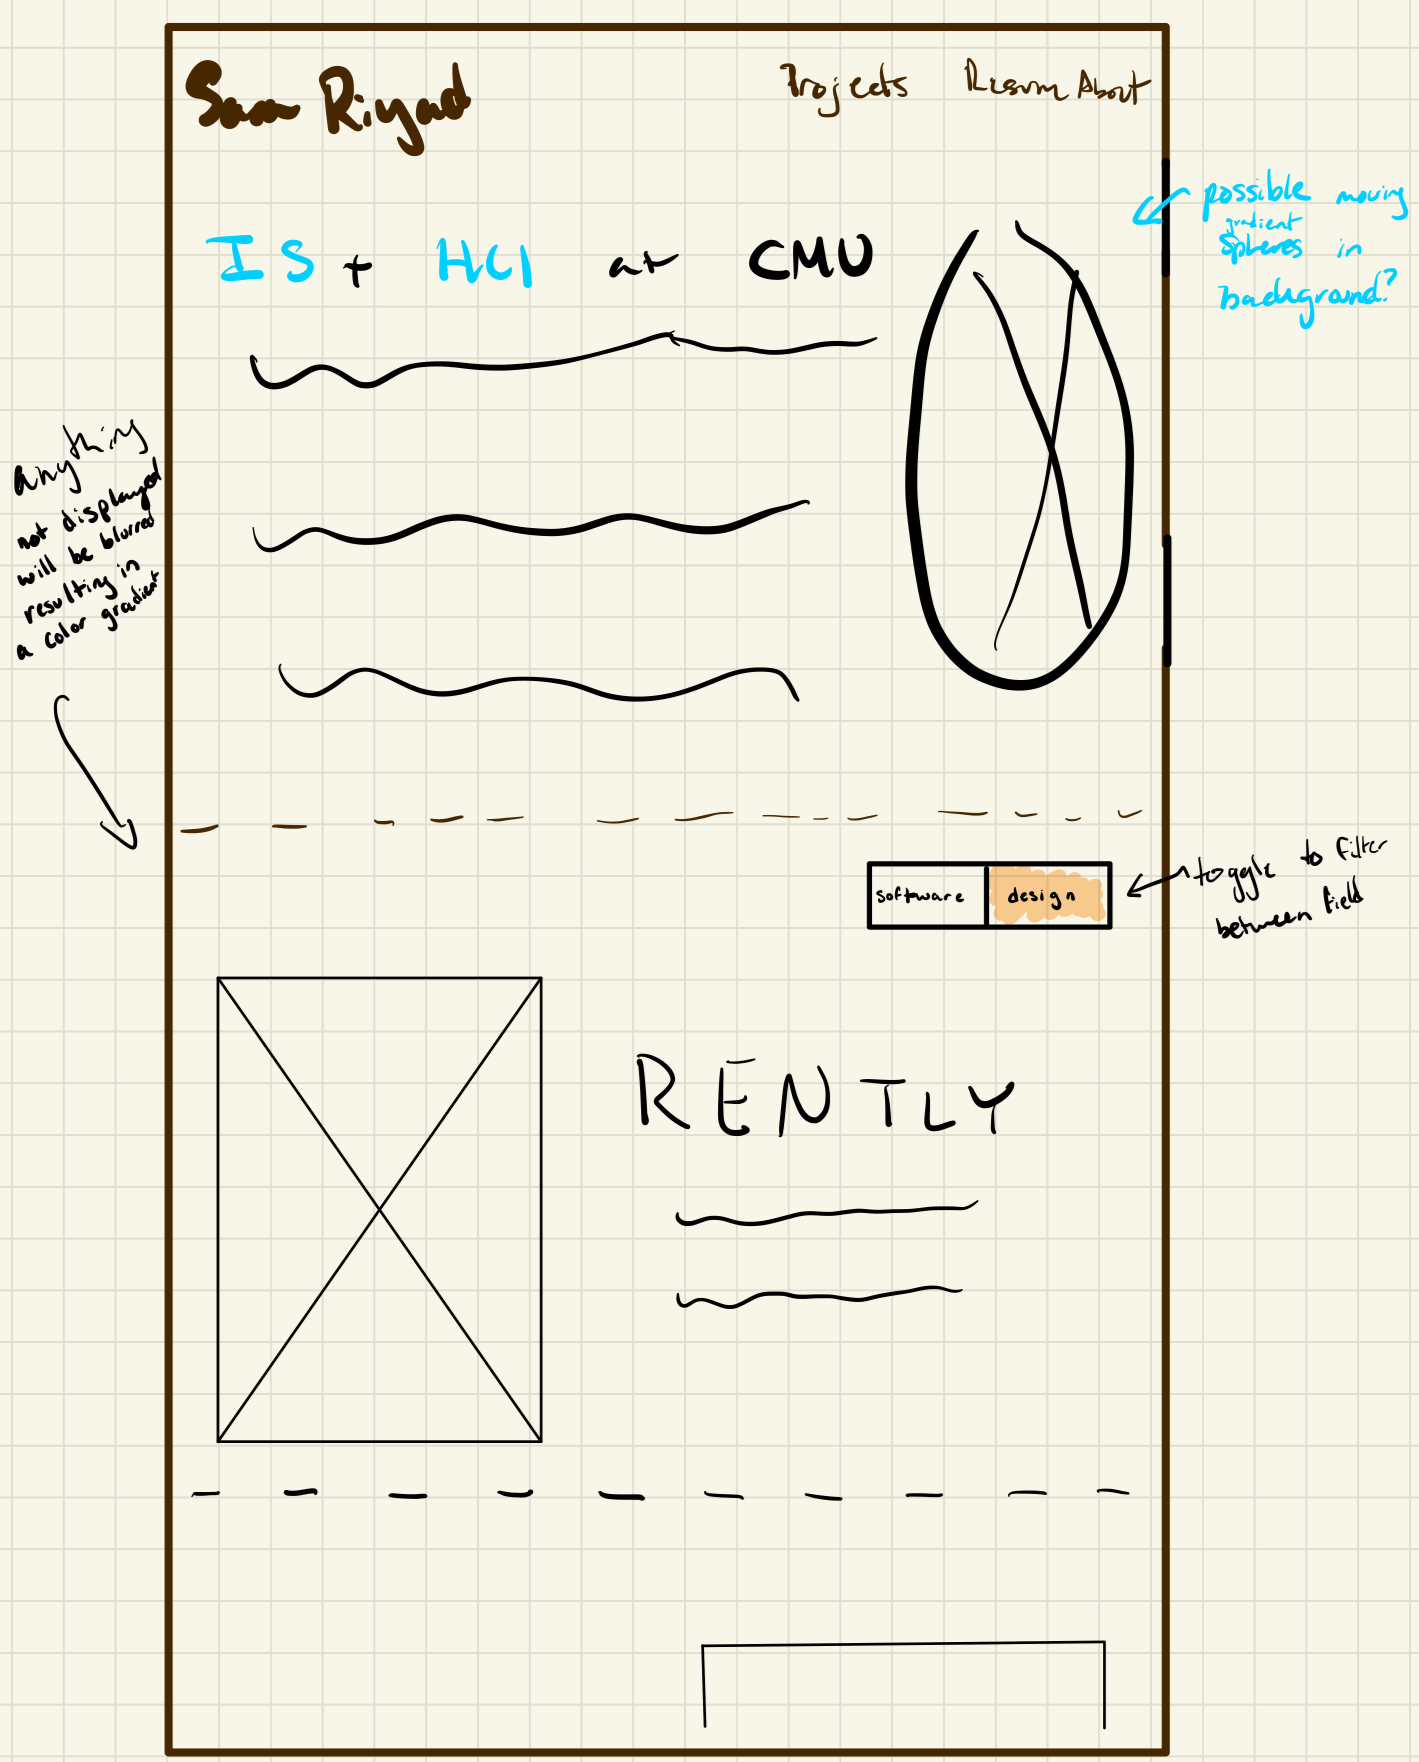 Sam Riyad
Projects Resum About
IS + HCI at CMU
possible moving
gradient
spheres in
background?
anything
not displayed
will be blurred
resulting in
a color gradient
software design
toggle to filter
between field
RENTLY